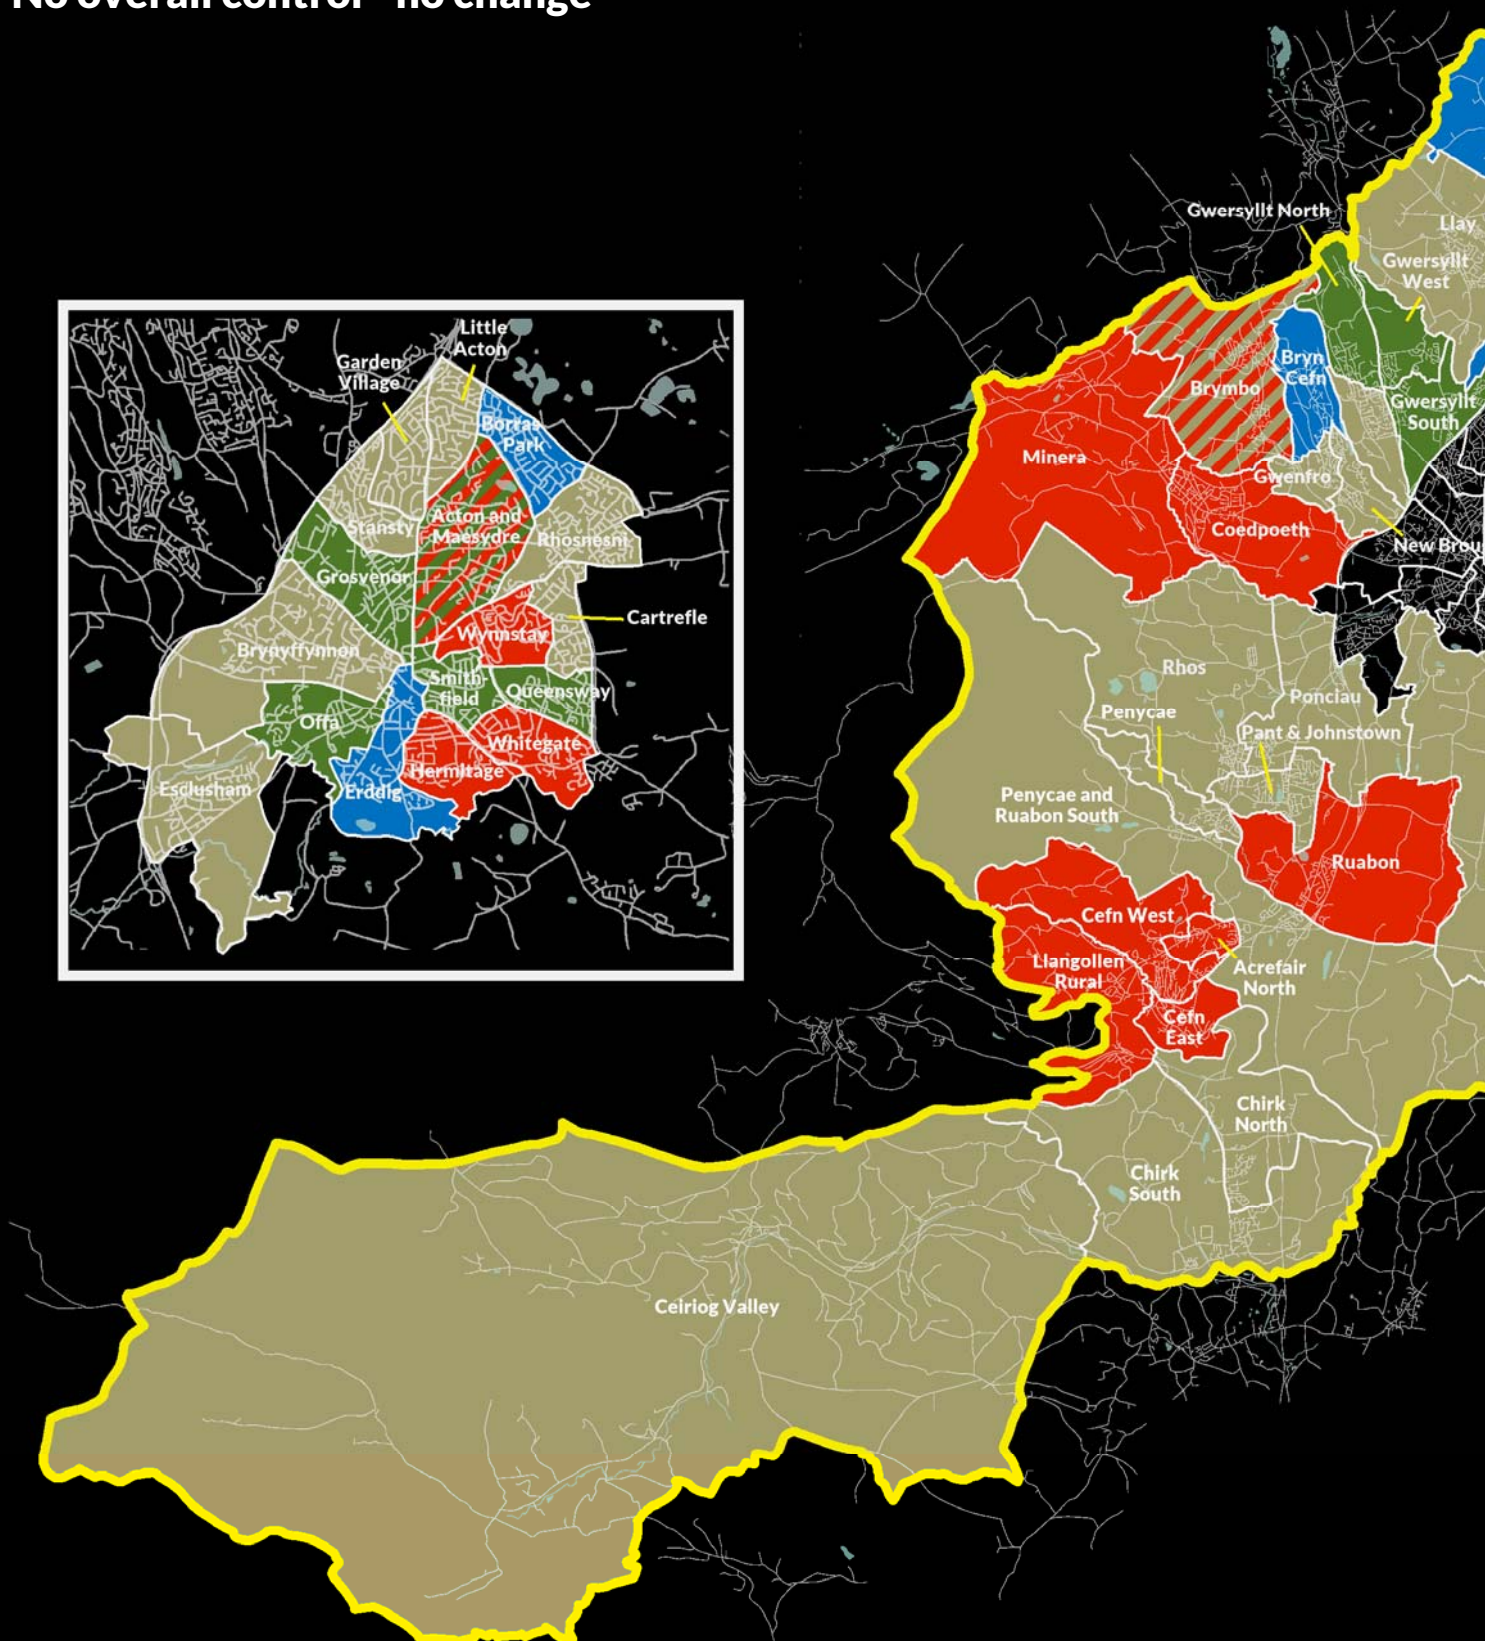 No overall control - no change
Gwersyllt North
Llay
Gwersyllt
West
Little
Acton
Garden
Village
Bryn
Cefn
Brymbo
Gwersyllt
South
Borras
Park
Minera
Gwenfro
Acton and
Maesydre
Stansty
Rhosnesni
Coedpoeth
New Brou
Grosvenor
Cartrefle
Wynnstay
Brynyffynnon
Rhos
Smith-
field
Queensway
Ponciau
Penycae
Offa
Pant & Johnstown
Whitegate
Hermitage
Esclusham
Erddig
Penycae and
Ruabon South
Ruabon
Cefn West
Llangollen
Rural
Acrefair
North
Cefn
East
Chirk
North
Chirk
South
Ceiriog Valley